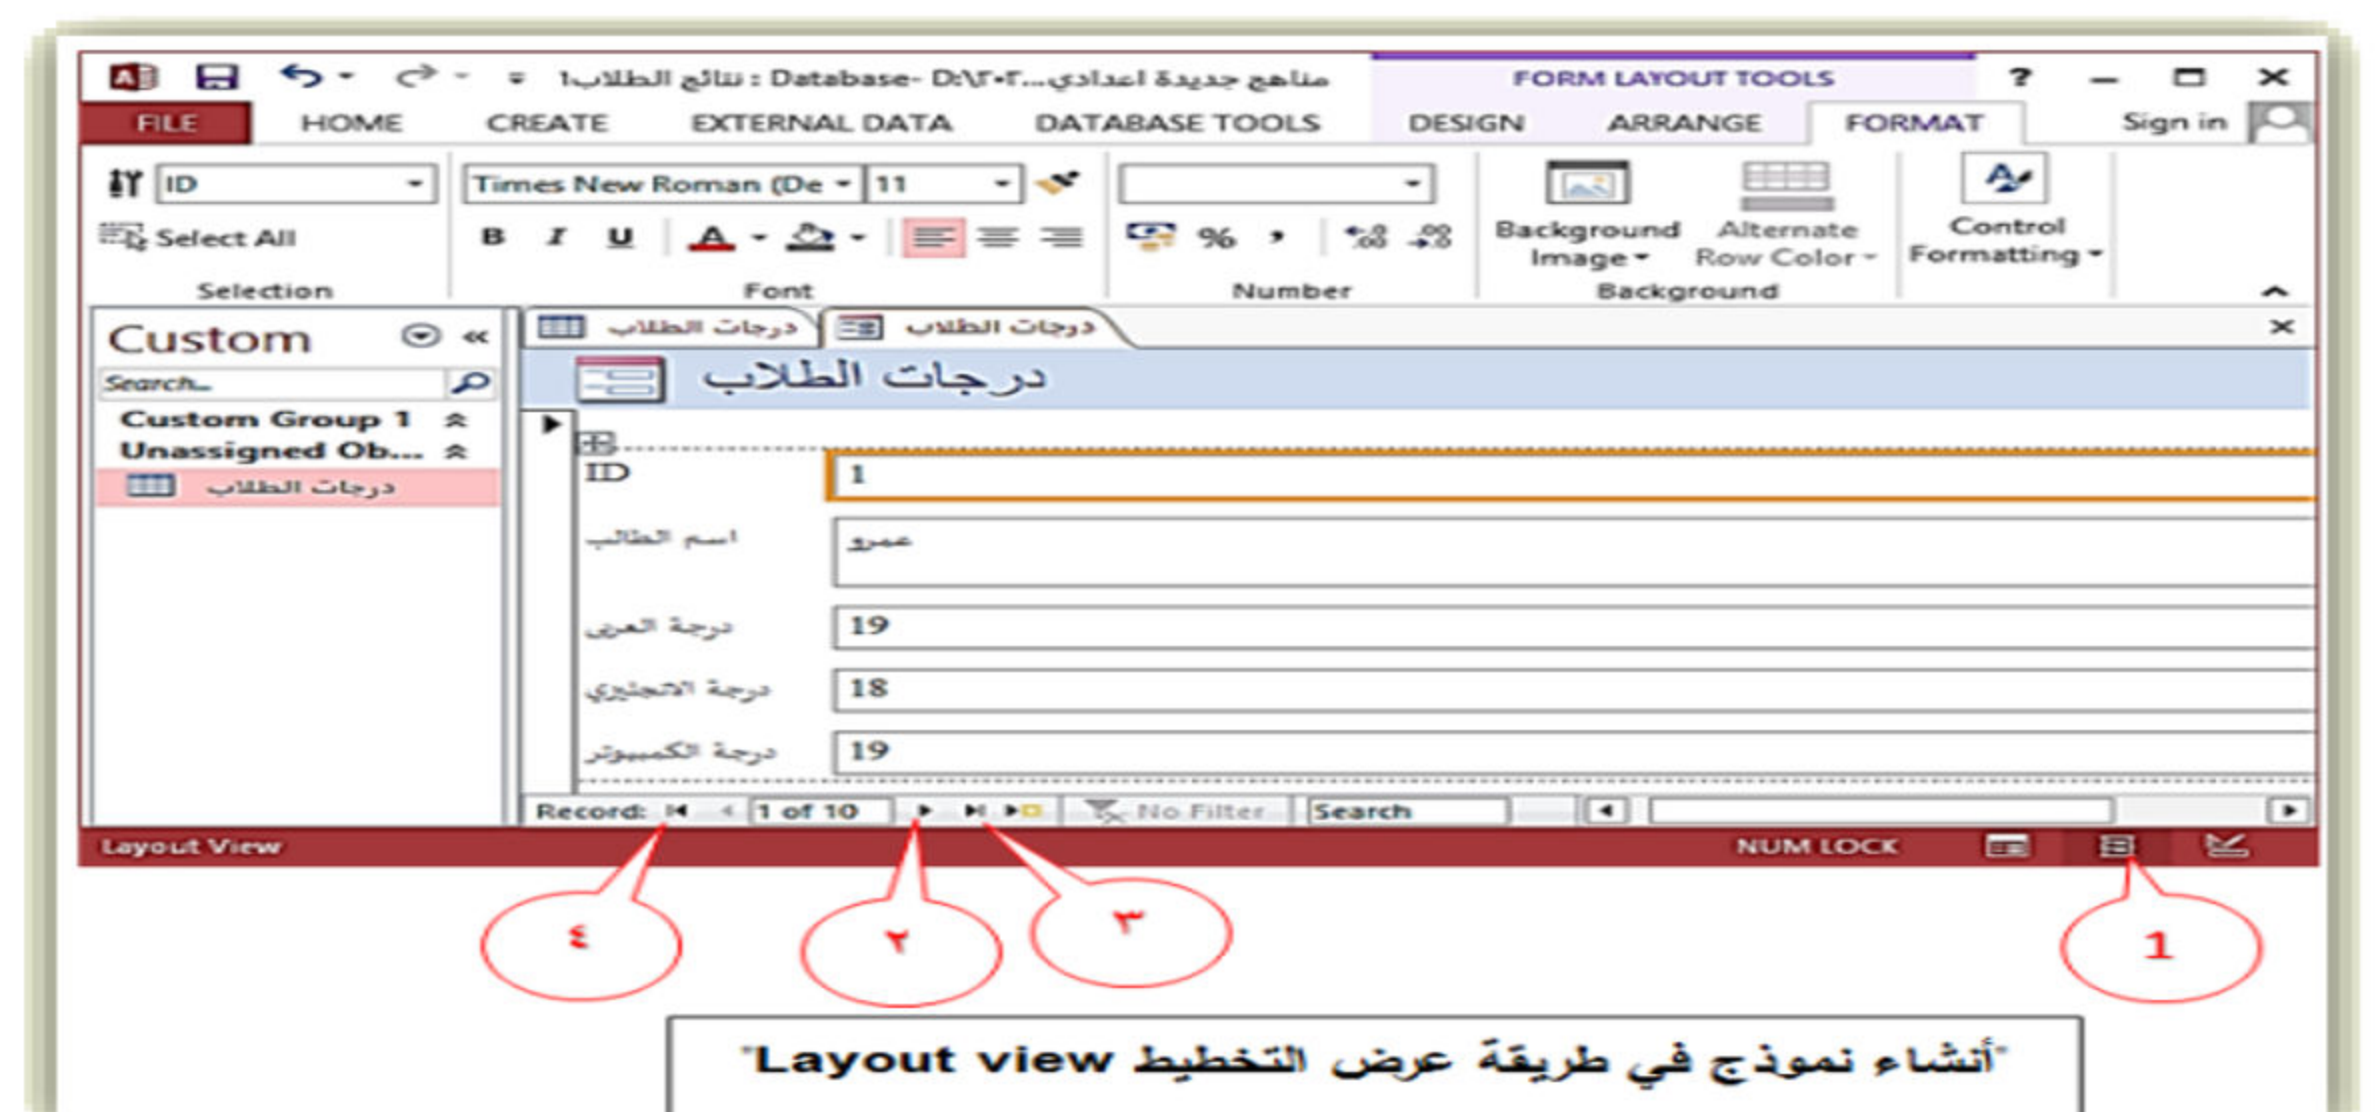 مناهج جديدة اعدادي...D:\٢٠٢ -Database : نتائج الطلاب1
FORM LAYOUT TOOLS
?
FILE HOME CREATE EXTERNAL DATA DATABASE TOOLS DESIGN ARRANGE FORMAT Sign in
ID
Times New Roman (De 11
Select All
B I U A % , .00 .00
Background Image
Alternate Row Color
Control Formatting
Selection Font Number Background
Custom «
درجات الطلاب
درجات الطلاب
Search...
درجات الطلاب
Custom Group 1
Unassigned Ob...
درجات الطلاب
ID 1
اسم الطالب عمرو
درجة العربى 19
درجة الانجليزي 18
درجة الكمبيوتر 19
Record: 1 of 10 No Filter Search
Layout View NUM LOCK
٤ ٢ ٣ 1
"أنشاء نموذج في طريقة عرض التخطيط Layout view"